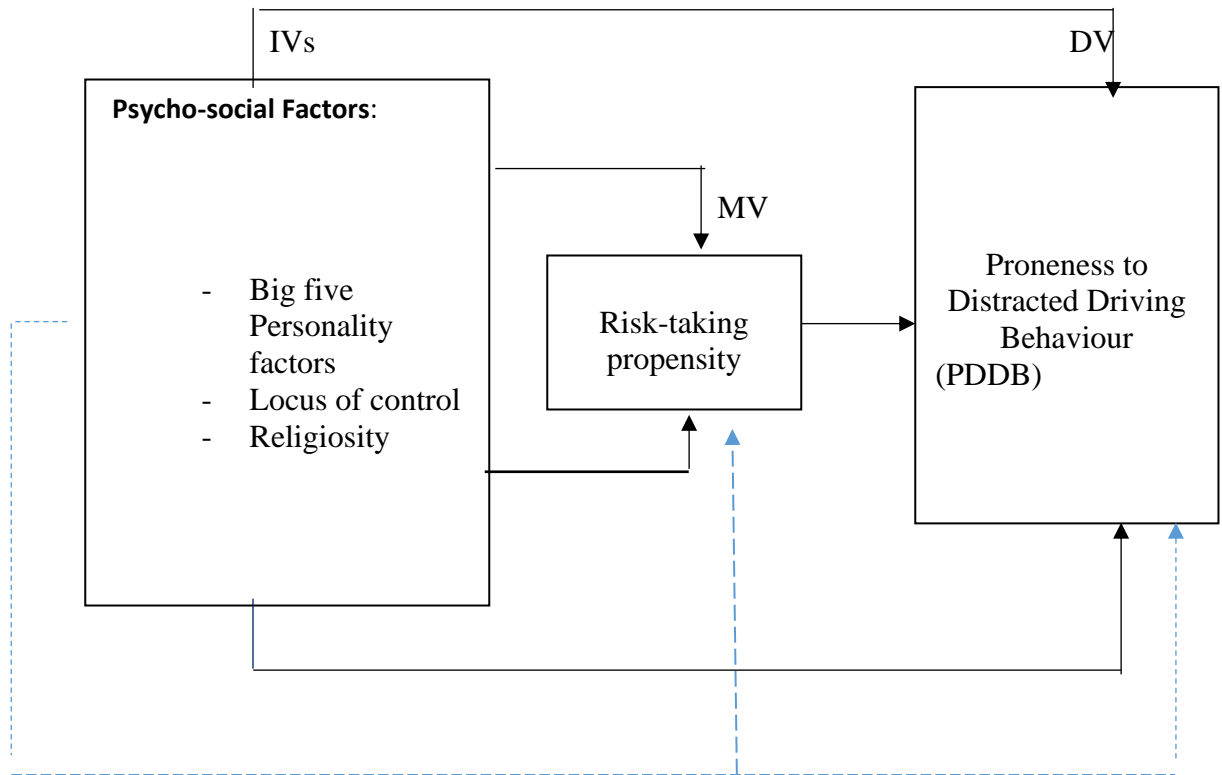 IVs
DV
Psycho-social Factors:
- Big five
Personality
factors
- Locus of control
- Religiosity
MV
Risk-taking
propensity
Proneness to
Distracted Driving
Behaviour
(PDDB)